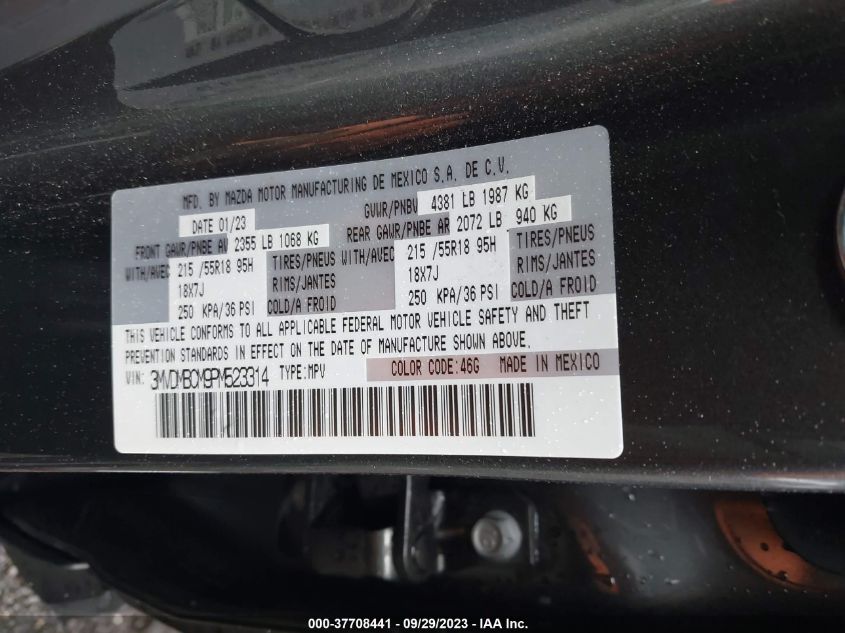 MFD. BY MAZDA MOTOR MANUFACTURING DE MEXICO S.A. DE C.V.
DATE 01/23 GVWR/PNBV 4381 LB 1987 KG
FRONT GAWR/PNBE AV 2355 LB 1068 KG REAR GAWR/PNBE AR 2072 LB 940 KG
WITH/AVEC 215 /55R18 95H TIRES/PNEUS WITH/AVEC 215 /55R18 95H TIRES/PNEUS
18X7J RIMS/JANTES 18X7J RIMS/JANTES
250 KPA/36 PSI COLD/A FROID 250 KPA/36 PSI COLD/A FROID
THIS VEHICLE CONFORMS TO ALL APPLICABLE FEDERAL MOTOR VEHICLE SAFETY AND THEFT
PREVENTION STANDARDS IN EFFECT ON THE DATE OF MANUFACTURE SHOWN ABOVE.
VIN: 3MVDMBCM9PM523314 TYPE:MPV COLOR CODE:46G MADE IN MEXICO
000-37708441 - 09/29/2023 - IAA Inc.